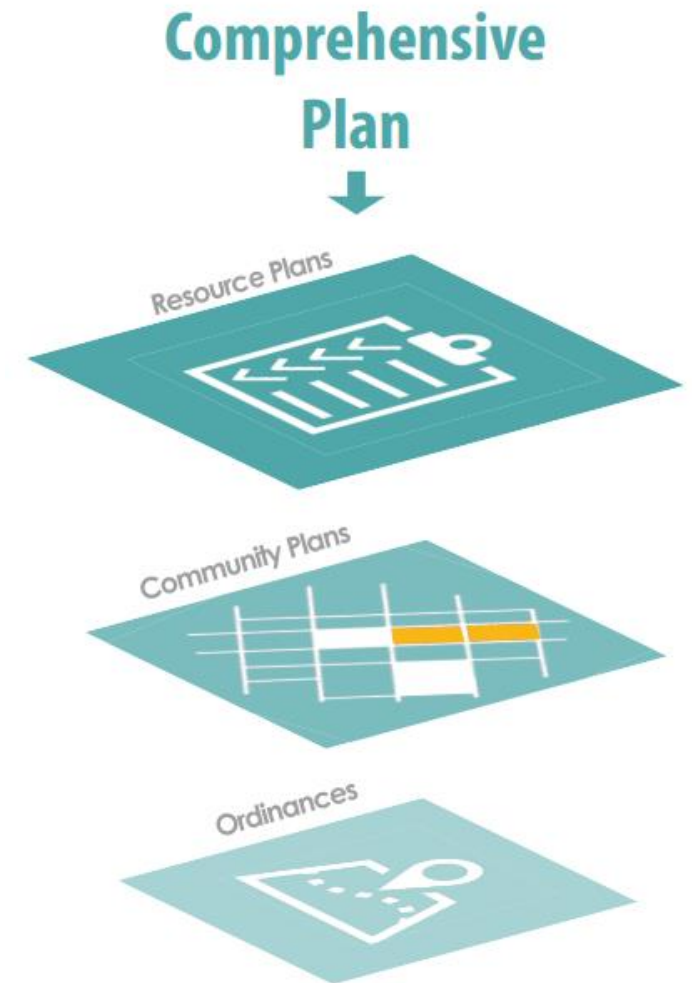 Comprehensive
Plan
Resource Plans
Community Plans
Ordinances